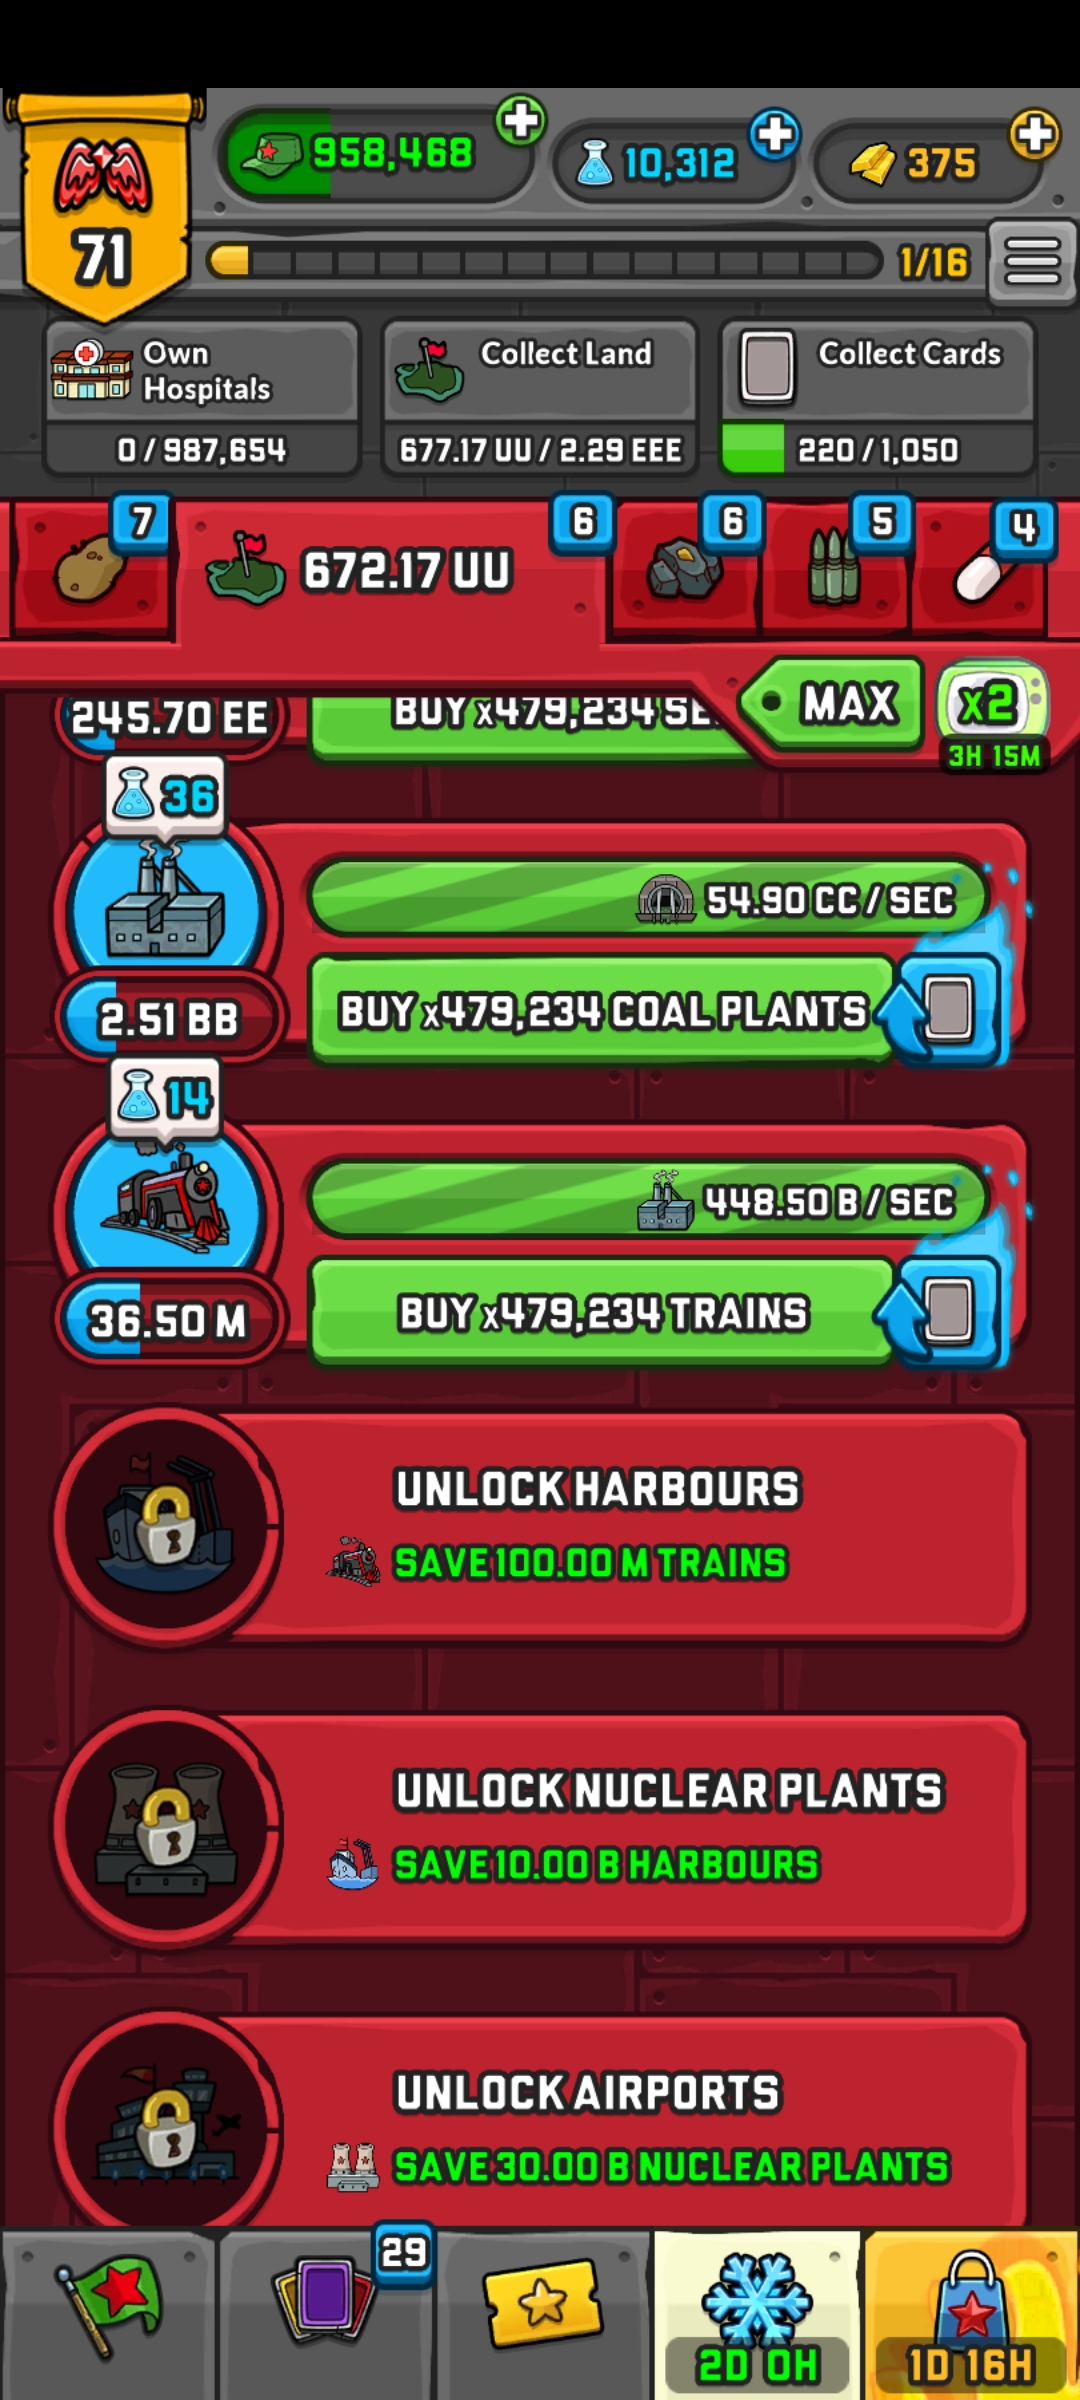 958,468
10,312
375
71
1/16
Own
Hospitals
0/987,654
Collect Land
677.17 UU/2.29 EEE
Collect Cards
220/1,050
7
672.17 UU
6
6
5
4
245.70 EE
BUY x479,234 SE
MAX
x2
3H 15M
36
54.90 CC/SEC
2.51 BB
BUY x479,234 COAL PLANTS
14
448.50 B/SEC
36.50 M
BUY x479,234 TRAINS
UNLOCK HARBOURS
SAVE 100.00 M TRAINS
UNLOCK NUCLEAR PLANTS
SAVE 10.00 B HARBOURS
UNLOCK AIRPORTS
SAVE 30.00 B NUCLEAR PLANTS
29
2D 0H
1D 16H